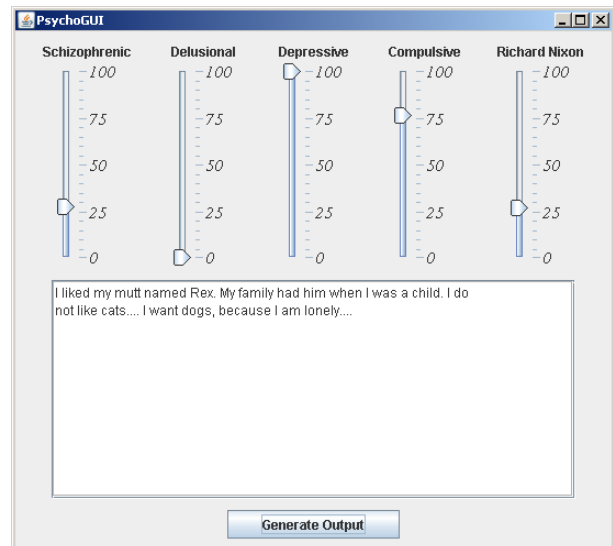 PsychoGUI
Schizophrenic Delusional Depressive Compulsive Richard Nixon
100 100 100 100 100
75 75 75 75 75
50 50 50 50 50
25 25 25 25 25
0 0 0 0 0
I liked my mutt named Rex. My family had him when I was a child. I do
not like cats.... I want dogs, because I am lonely....
Generate Output